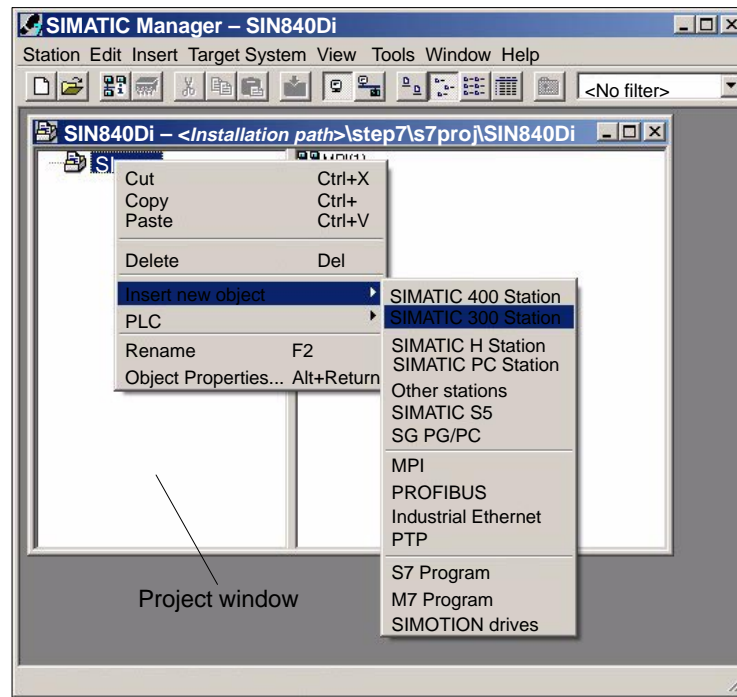 SIMATIC Manager – SIN840Di
Station Edit Insert Target System View Tools Window Help
<No filter>
SIN840Di – <Installation path>\step7\s7proj\SIN840Di
MPI(1)
Cut Ctrl+X
Copy Ctrl+
Paste Ctrl+V
Delete Del
Insert new object
PLC
Rename F2
Object Properties... Alt+Return
SIMATIC 400 Station
SIMATIC 300 Station
SIMATIC H Station
SIMATIC PC Station
Other stations
SIMATIC S5
SG PG/PC
MPI
PROFIBUS
Industrial Ethernet
PTP
S7 Program
M7 Program
SIMOTION drives
Project window